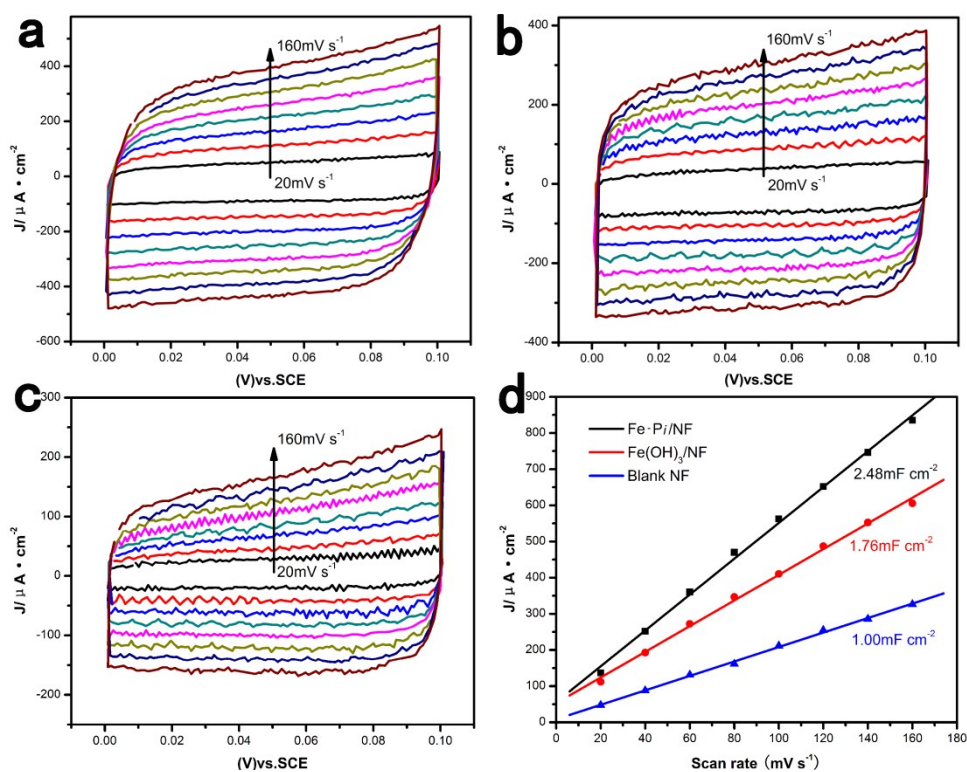 a
400
200
0
-200
-400
-600
J/ μ A • cm⁻²
160mV s⁻¹
20mV s⁻¹
0.00 0.02 0.04 0.06 0.08 0.10
(V)vs.SCE
b
400
200
0
-200
-400
J/ μ A • cm⁻²
160mV s⁻¹
20mV s⁻¹
0.00 0.02 0.04 0.06 0.08 0.10
(V)vs.SCE
c
300
200
100
0
-100
-200
J/ μ A • cm⁻²
160mV s⁻¹
20mV s⁻¹
0.00 0.02 0.04 0.06 0.08 0.10
(V)vs.SCE
d
900
800
700
600
500
400
300
200
100
0
J/ μ A • cm⁻²
Fe-Pi/NF
Fe(OH)₃/NF
Blank NF
2.48mF cm⁻²
1.76mF cm⁻²
1.00mF cm⁻²
20 40 60 80 100 120 140 160 180
Scan rate (mV s⁻¹)